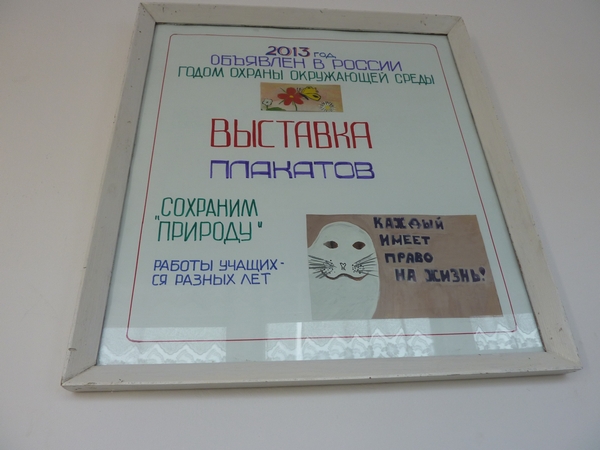 2013 ГОД
ОБЪЯВЛЕН В РОССИИ
ГОДОМ ОХРАНЫ ОКРУЖАЮЩЕЙ СРЕДЫ
ВЫСТАВКА
ПЛАКАТОВ
„СОХРАНИМ
ПРИРОДУ"
РАБОТЫ УЧАЩИХ-
СЯ РАЗНЫХ ЛЕТ
КАЖДЫЙ
ИМЕЕТ
ПРАВО
НА ЖИЗНЬ!